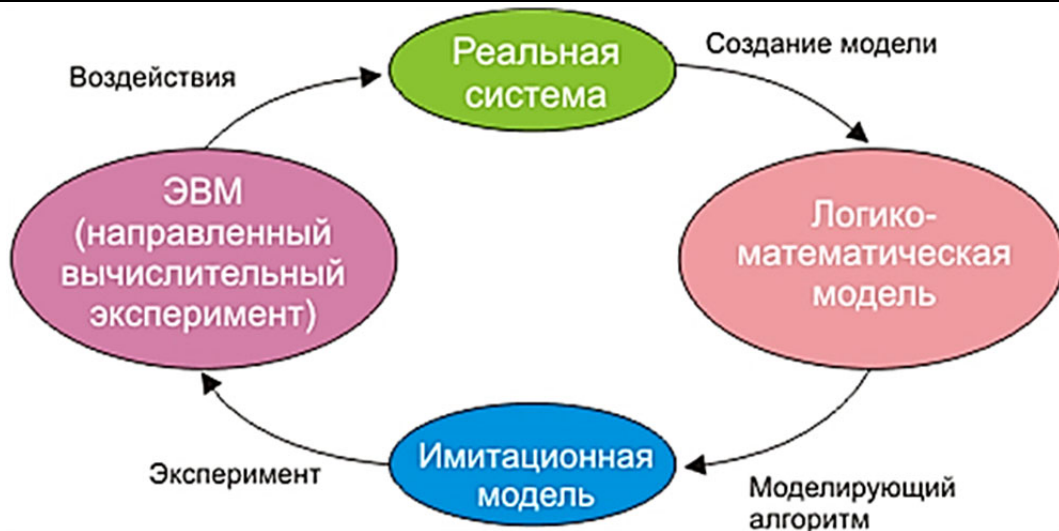 Реальная
система
Создание модели
Логико-
математическая
модель
Моделирующий
алгоритм
Имитационная
модель
Эксперимент
ЭВМ
(направленный
вычислительный
эксперимент)
Воздействия